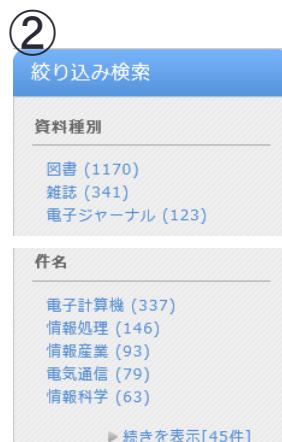 ②
絞り込み検索
資料種別
図書 (1170)
雑誌 (341)
電子ジャーナル (123)
件名
電子計算機 (337)
情報処理 (146)
情報産業 (93)
電気通信 (79)
情報科学 (63)
▶続きを表示[45件]